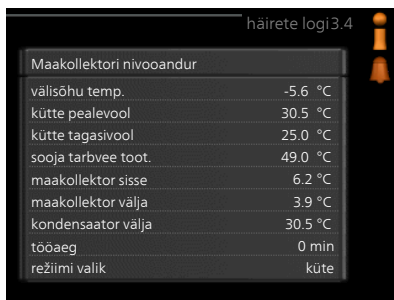 häirete logi3.4
Maakollektori nivooandur
välisõhu temp. -5.6 °C
kütte pealevool 30.5 °C
kütte tagasivool 25.0 °C
sooja tarbvee toot. 49.0 °C
maakollektor sisse 6.2 °C
maakollektor välja 3.9 °C
kondensaator välja 30.5 °C
tööaeg 0 min
režiimi valik küte